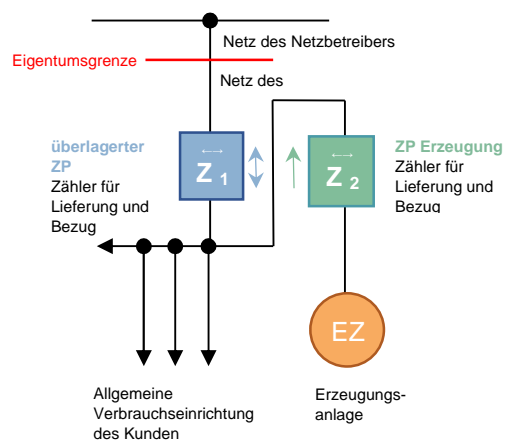 Netz des Netzbetreibers
Eigentumsgrenze
Netz des
überlagerter
ZP
Zähler für
Lieferung und
Bezug
Z 1
Z 2
ZP Erzeugung
Zähler für
Lieferung und
Bezug
EZ
Allgemeine
Verbrauchseinrichtung
des Kunden
Erzeugungs-
anlage